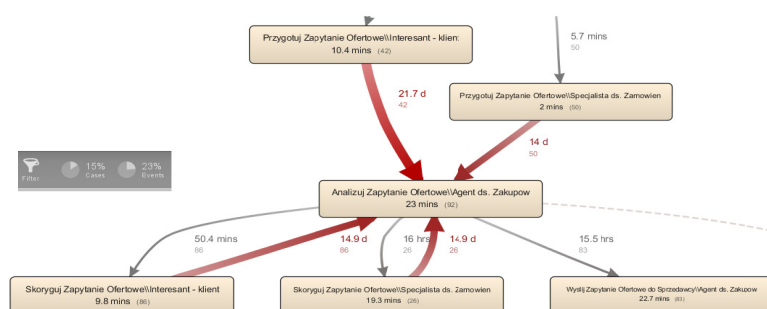 Przygotuj Zapytanie Ofertowe\\Interesant - klient
10.4 mins (42)
5.7 mins
50
21.7 d
42
Przygotuj Zapytanie Ofertowe\\Specjalista ds. Zamowien
2 mins (50)
14 d
50
15%
Cases
23%
Events
Filter
Analizuj Zapytanie Ofertowe\\Agent ds. Zakupow
23 mins (92)
50.4 mins
86
14.9 d
86
16 hrs
26
14.9 d
26
15.5 hrs
83
Skoryguj Zapytanie Ofertowe\\Interesant - klient
9.8 mins (86)
Skoryguj Zapytanie Ofertowe\\Specjalista ds. Zamowien
19.3 mins (26)
Wyslij Zapytanie Ofertowe do Sprzedawcy\\Agent ds. Zakupow
22.7 mins (83)